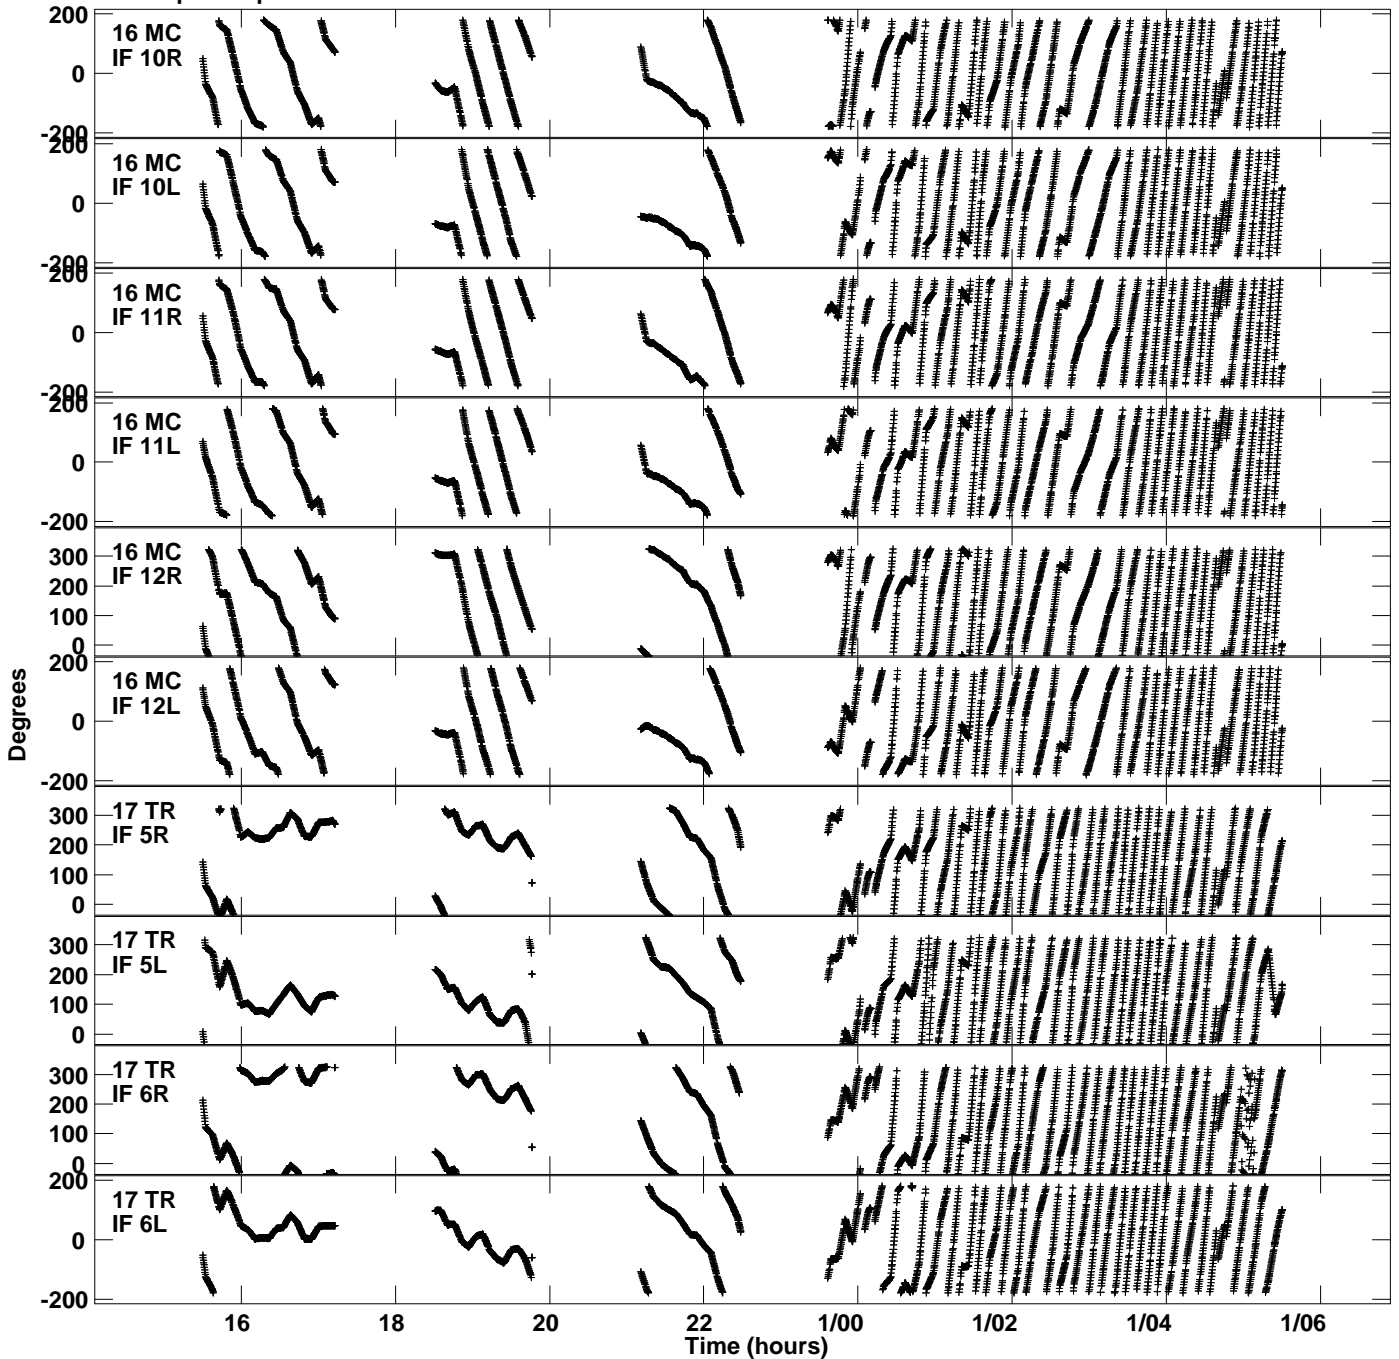 200
0
-200
16 MC
IF 10R
200
0
-200
16 MC
IF 10L
200
0
-200
16 MC
IF 11R
200
0
-200
16 MC
IF 11L
300
200
100
0
16 MC
IF 12R
200
0
-200
16 MC
IF 12L
300
200
100
0
17 TR
IF 5R
300
200
100
0
17 TR
IF 5L
300
200
100
0
17 TR
IF 6R
200
0
-200
17 TR
IF 6L
Degrees
16 18 20 22 1/00 1/02 1/04 1/06
Time (hours)